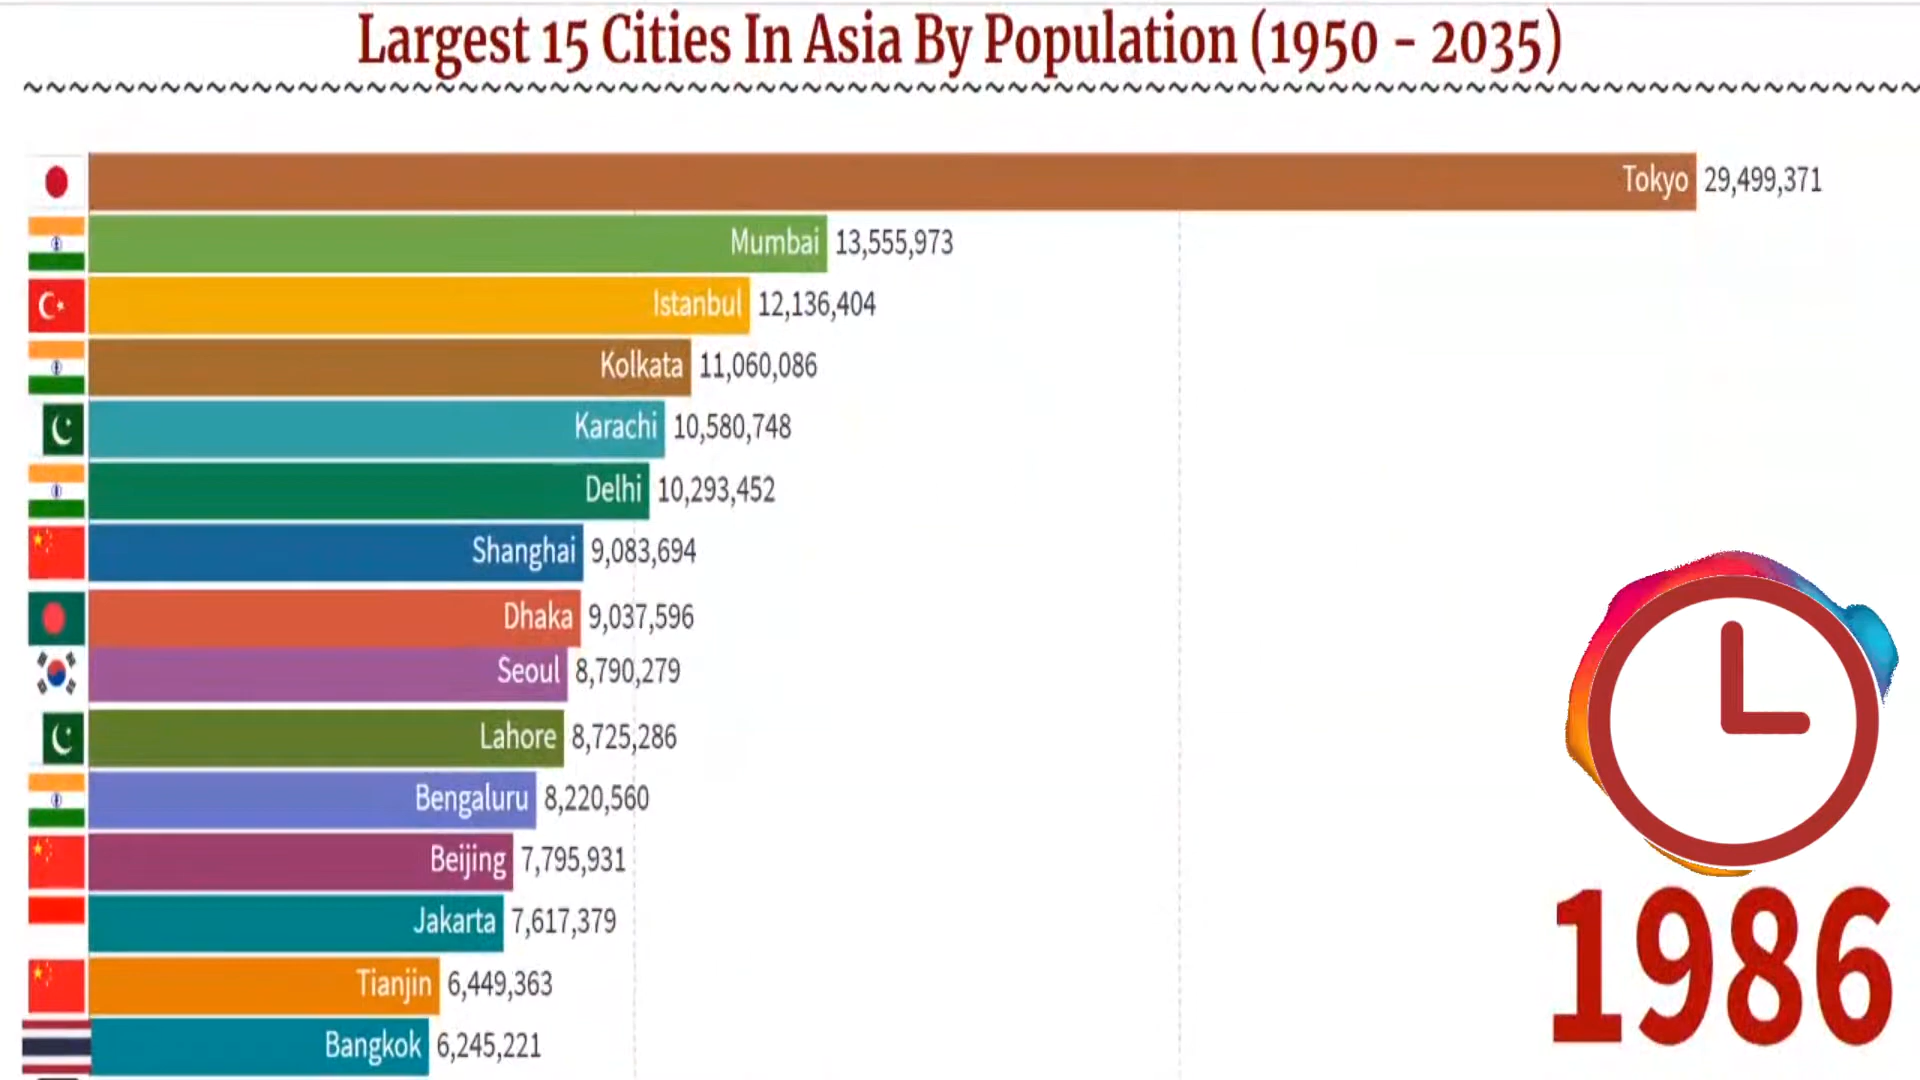 Largest 15 Cities In Asia By Population (1950 - 2035)
Tokyo 29,499,371
Mumbai 13,555,973
Istanbul 12,136,404
Kolkata 11,060,086
Karachi 10,580,748
Delhi 10,293,452
Shanghai 9,083,694
Dhaka 9,037,596
Seoul 8,790,279
Lahore 8,725,286
Bengaluru 8,220,560
Beijing 7,795,931
Jakarta 7,617,379
Tianjin 6,449,363
Bangkok 6,245,221
1986